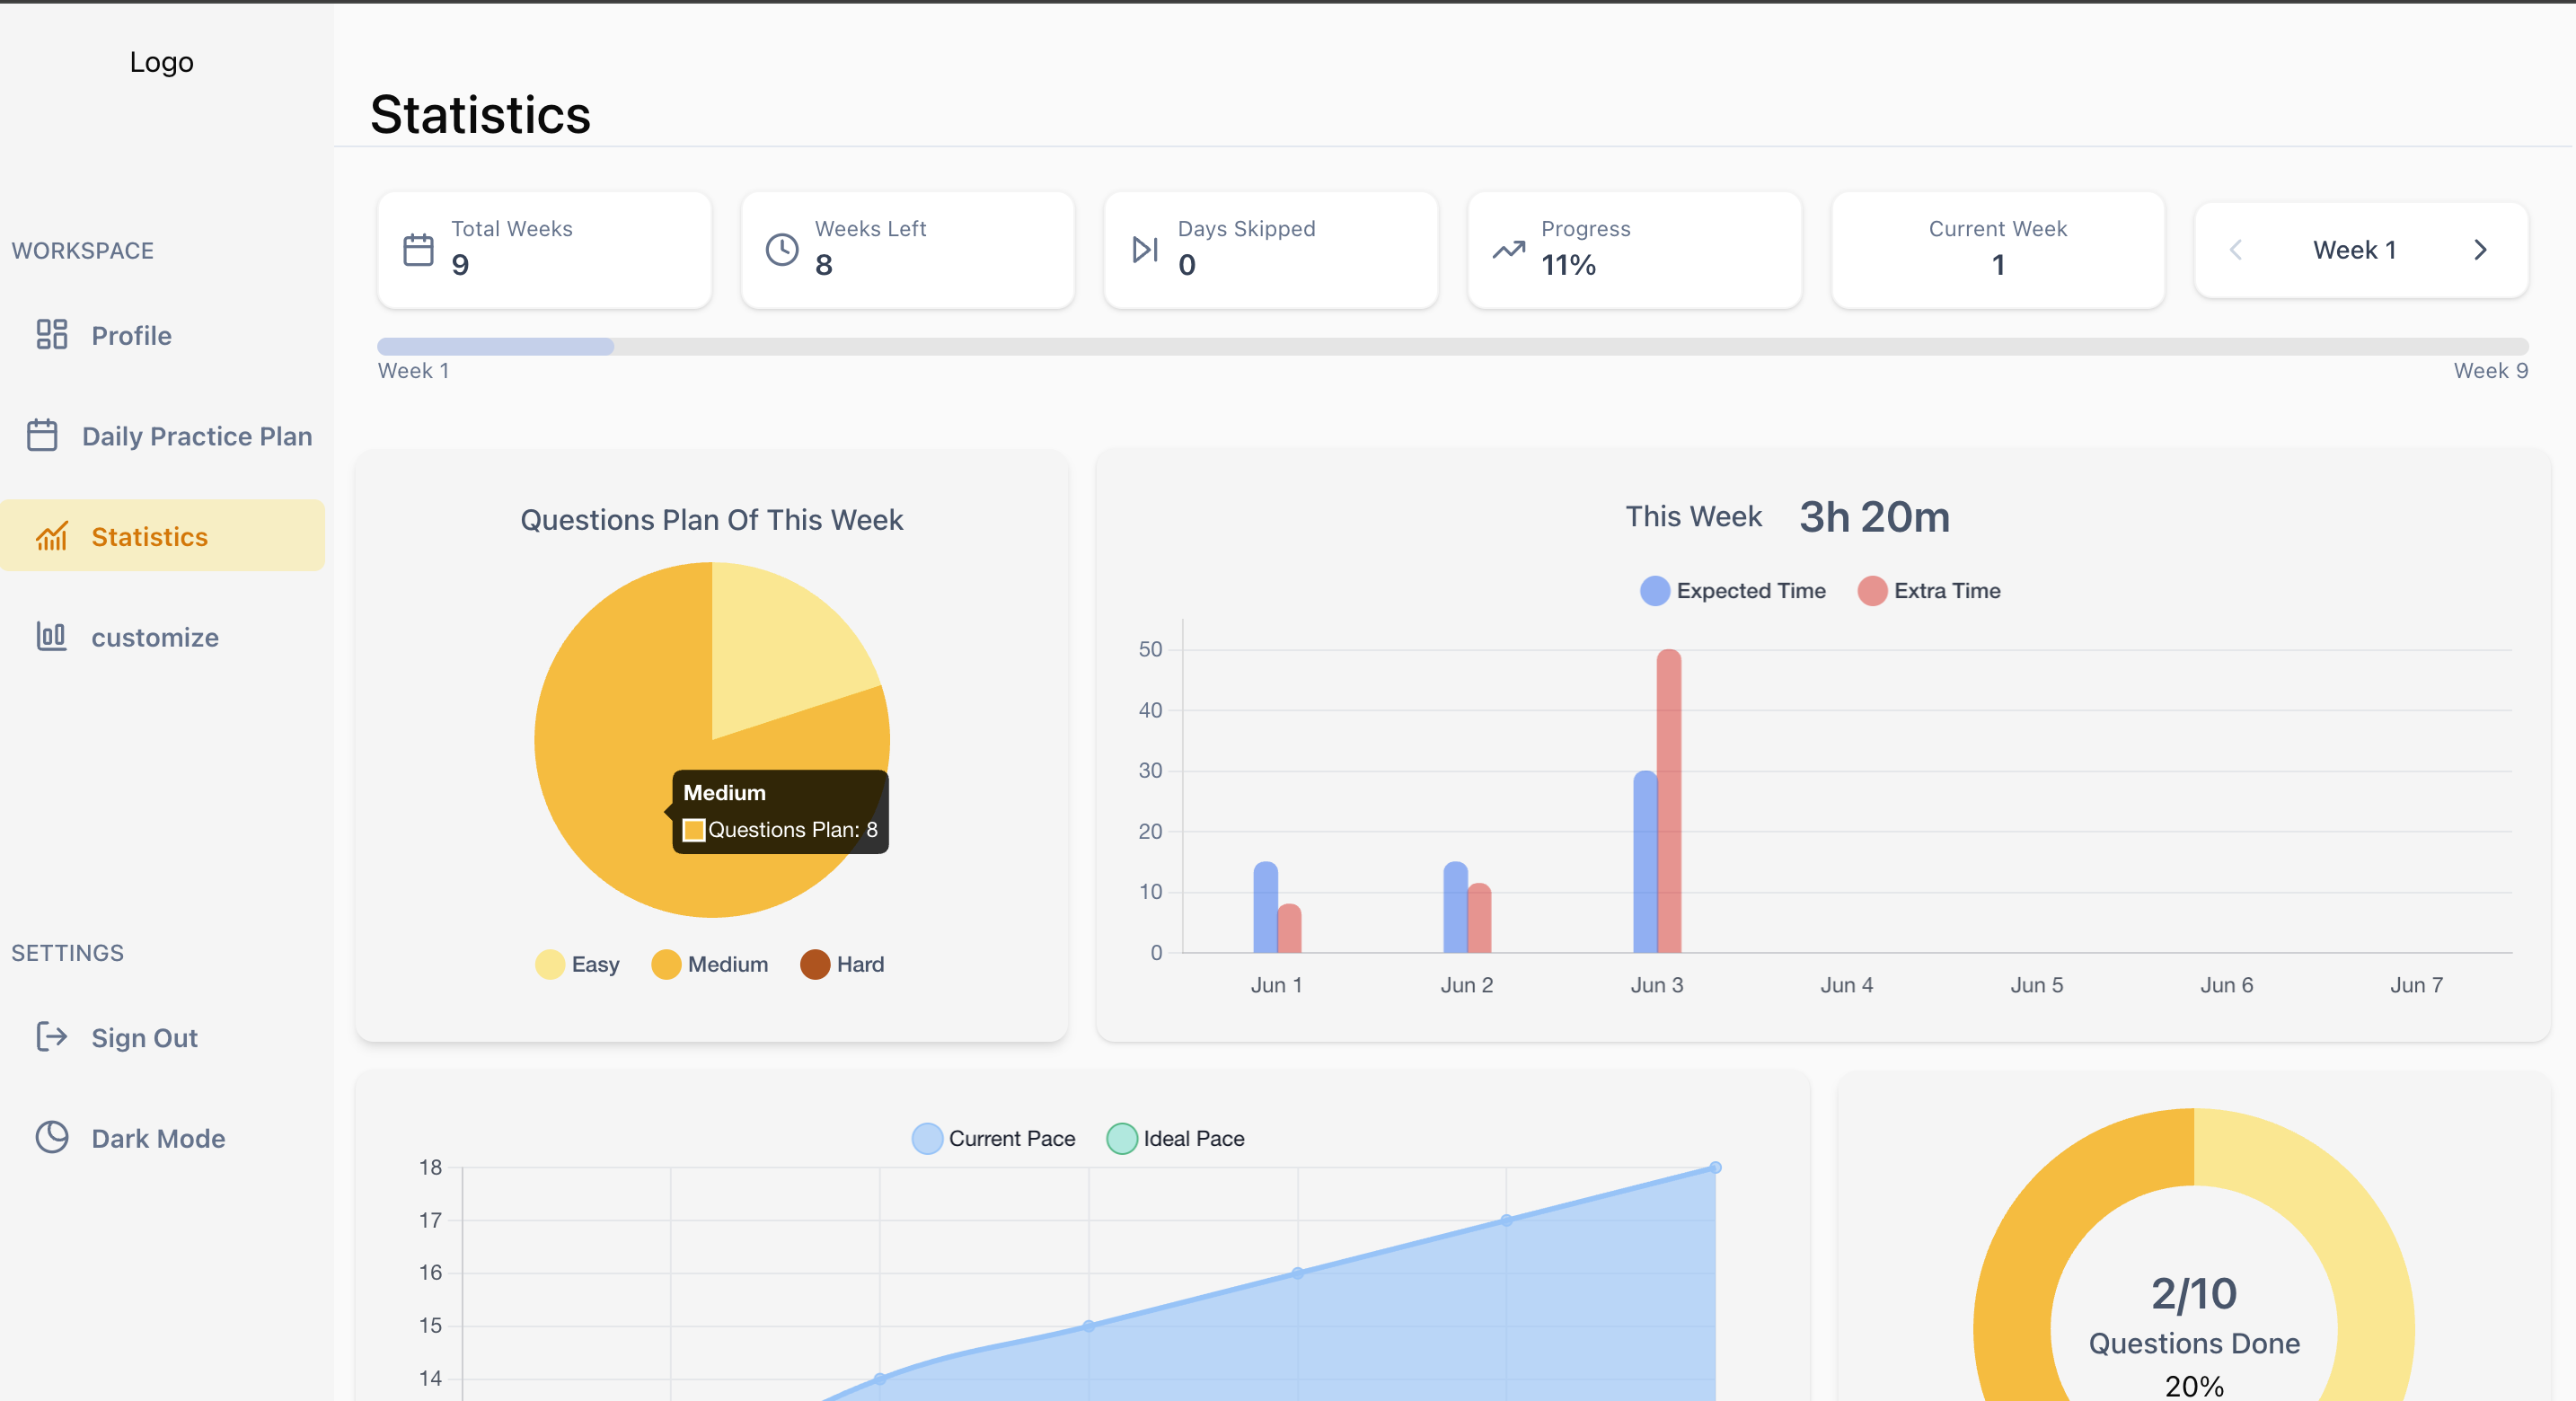 Logo
WORKSPACE
Profile
Daily Practice Plan
Statistics
customize
SETTINGS
Sign Out
Dark Mode
Statistics
Total Weeks
9
Weeks Left
8
Days Skipped
0
Progress
11%
Current Week
1
Week 1
Week 1
Week 9
Questions Plan Of This Week
Medium
Questions Plan: 8
Easy Medium Hard
This Week 3h 20m
Expected Time Extra Time
50
40
30
20
10
0
Jun 1 Jun 2 Jun 3 Jun 4 Jun 5 Jun 6 Jun 7
Current Pace Ideal Pace
18
17
16
15
14
2/10
Questions Done
20%